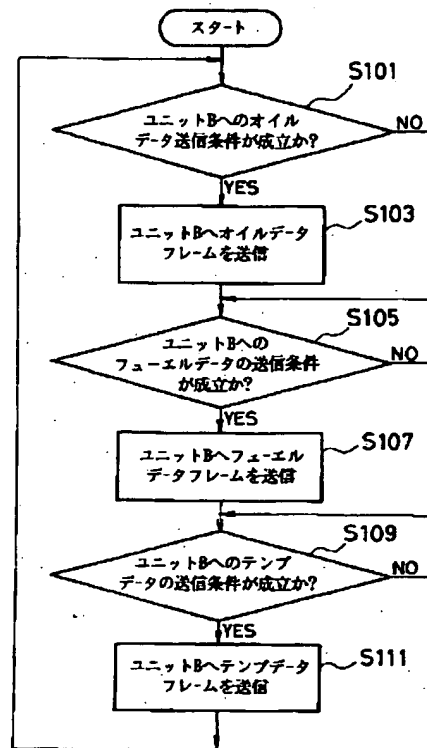 スタート
S101
ユニットBへのオイル
データ送信条件が成立か?
NO
YES
ユニットBへオイルデータ
フレームを送信
S103
S105
ユニットBへの
フューエルデータの送信条件
が成立か?
NO
YES
ユニットBへフューエル
データフレームを送信
S107
S109
ユニットBへのテンプ
データの送信条件が成立か?
NO
YES
ユニットBへテンプデータ
フレームを送信
S111